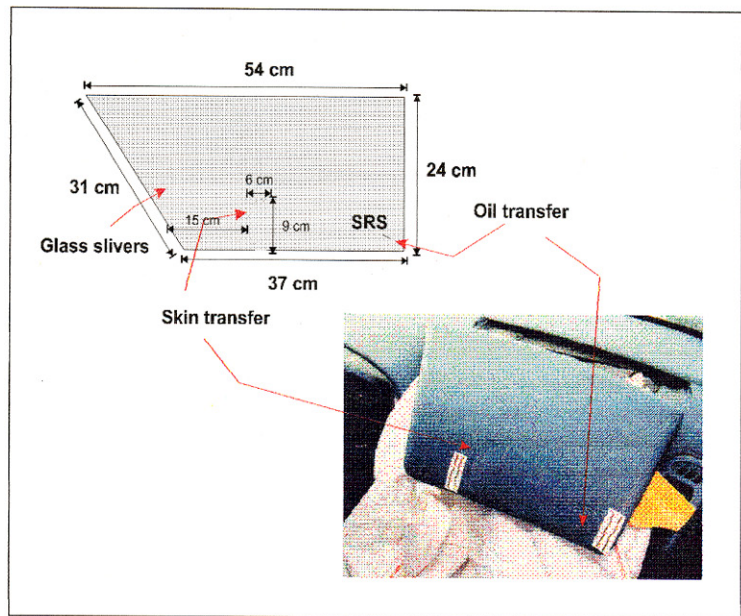 54 cm
31 cm
6 cm
24 cm
15 cm
9 cm
SRS
Oil transfer
Glass slivers
37 cm
Skin transfer